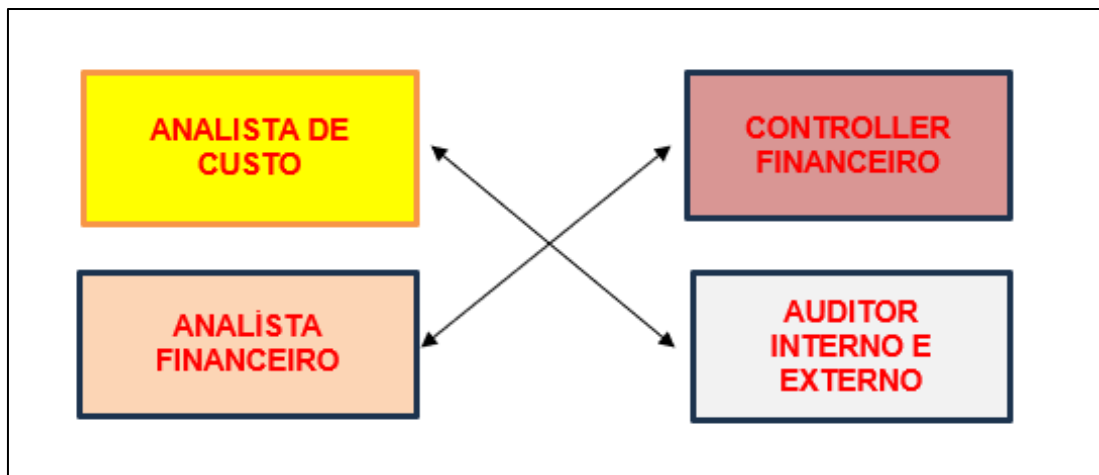 ANALISTA DE
CUSTO
CONTROLLER
FINANCEIRO
ANALÍSTA
FINANCEIRO
AUDITOR
INTERNO E
EXTERNO